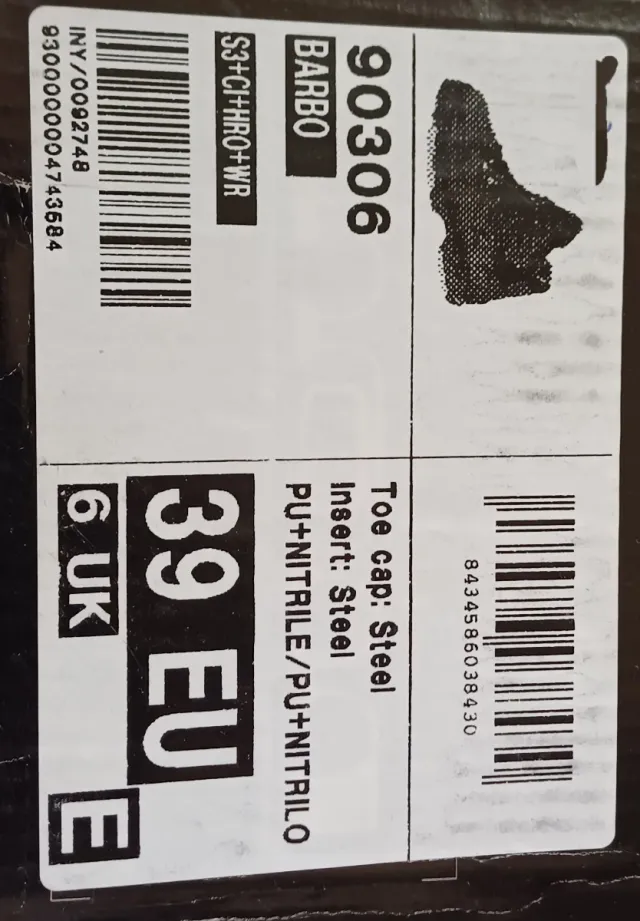 90306
BARBO
S3+CI+HRO+WR
INY/0092748
9300000004743684
8434586038430
Toe cap: Steel
Insert: Steel
PU+NITRILE/PU+NITRILO
39 EU
6 UK
E